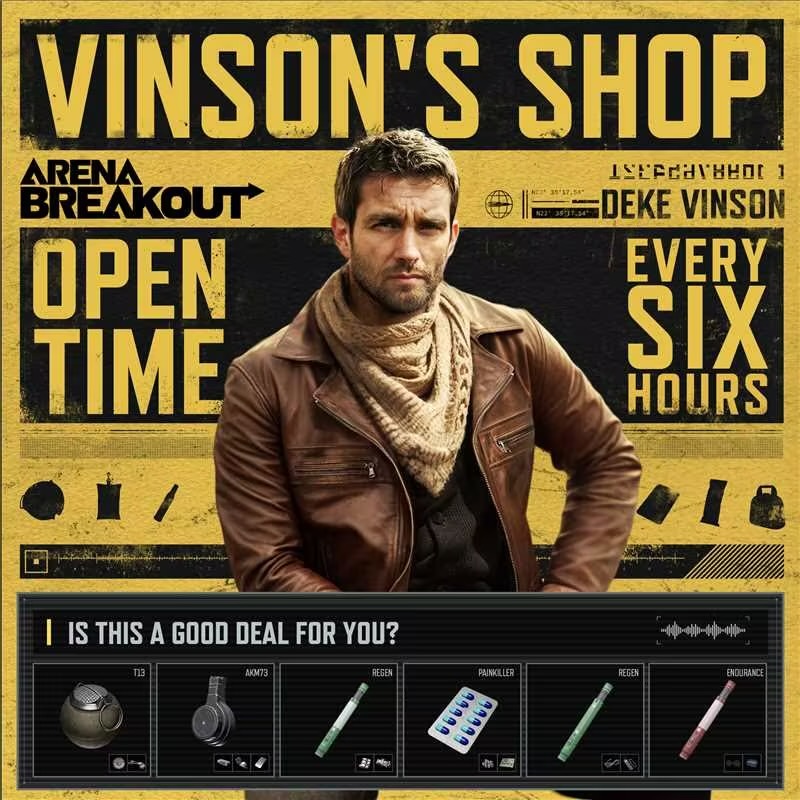 VINSON'S SHOP
ARENA
BREAKOUT
DEKE VINSON
OPEN
TIME
EVERY
SIX
HOURS
IS THIS A GOOD DEAL FOR YOU?
T13
AKM73
REGEN
PAINKILLER
REGEN
ENDURANCE